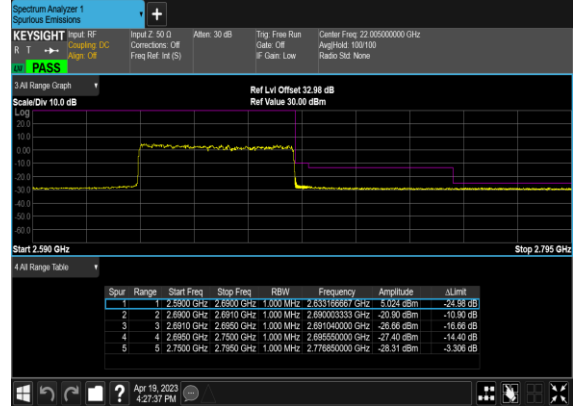 Spectrum Analyzer 1
Spurious Emissions
KEYSIGHT Input: RF Input Z: 50 Ω Atten: 30 dB Trig: Free Run Center Freq: 22.005000000 GHz
R T Coupling: DC Corrections: Off Gate: Off Avg|Hold: 100/100
Align: Off Freq Ref: Int (S) IF Gain: Low Radio Std: None
PASS
3 All Range Graph
Ref Lvl Offset 32.98 dB
Scale/Div 10.0 dB Ref Value 30.00 dBm
Log
20.0
10.0
0.00
-10.0
-20.0
-30.0
-40.0
-50.0
-60.0
Start 2.590 GHz Stop 2.795 GHz
4 All Range Table
Spur Range Start Freq Stop Freq RBW Frequency Amplitude ΔLimit
1 1 2.5900 GHz 2.6900 GHz 1.000 MHz 2.633166667 GHz 5.024 dBm -24.98 dB
2 2 2.6900 GHz 2.6910 GHz 1.000 MHz 2.690003333 GHz -20.90 dBm -10.90 dB
3 3 2.6910 GHz 2.6950 GHz 1.000 MHz 2.691040000 GHz -26.66 dBm -16.66 dB
4 4 2.6950 GHz 2.7500 GHz 1.000 MHz 2.695550000 GHz -27.40 dBm -14.40 dB
5 5 2.7500 GHz 2.7950 GHz 1.000 MHz 2.776850000 GHz -28.31 dBm -3.306 dB
Apr 19, 2023
4:27:37 PM